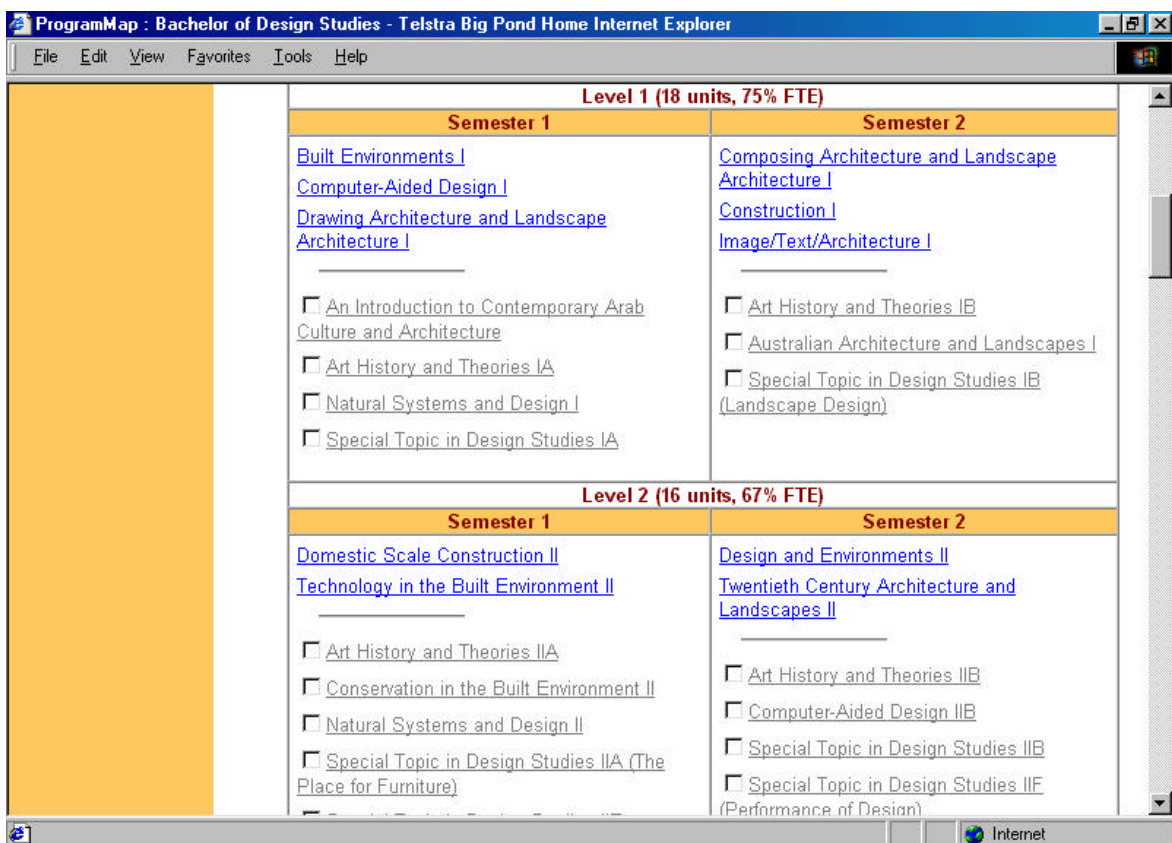 ProgramMap : Bachelor of Design Studies - Telstra Big Pond Home Internet Explorer
File Edit View Favorites Tools Help
Level 1 (18 units, 75% FTE)
Semester 1
Built Environments I
Computer-Aided Design I
Drawing Architecture and Landscape
Architecture I
An Introduction to Contemporary Arab
Culture and Architecture
Art History and Theories IA
Natural Systems and Design I
Special Topic in Design Studies IA
Semester 2
Composing Architecture and Landscape
Architecture I
Construction I
Image/Text/Architecture I
Art History and Theories IB
Australian Architecture and Landscapes I
Special Topic in Design Studies IB
(Landscape Design)
Level 2 (16 units, 67% FTE)
Semester 1
Domestic Scale Construction II
Technology in the Built Environment II
Art History and Theories IIA
Conservation in the Built Environment II
Natural Systems and Design II
Special Topic in Design Studies IIA (The
Place for Furniture)
Semester 2
Design and Environments II
Twentieth Century Architecture and
Landscapes II
Art History and Theories IIB
Computer-Aided Design IIB
Special Topic in Design Studies IIB
Special Topic in Design Studies IIF
(Performance of Design)
Internet